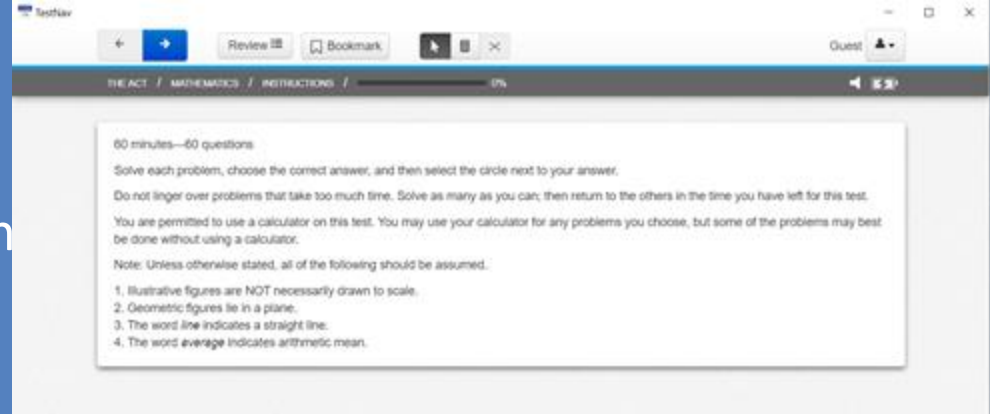 TestNav
Review
Bookmark
Guest
THE ACT / MATHEMATICS / INSTRUCTIONS / 0%
60 minutes—60 questions
Solve each problem, choose the correct answer, and then select the circle next to your answer.
Do not linger over problems that take too much time. Solve as many as you can; then return to the others in the time you have left for this test.
You are permitted to use a calculator on this test. You may use your calculator for any problems you choose, but some of the problems may best
be done without using a calculator.
Note: Unless otherwise stated, all of the following should be assumed.
1. Illustrative figures are NOT necessarily drawn to scale.
2. Geometric figures lie in a plane.
3. The word line indicates a straight line.
4. The word average indicates arithmetic mean.